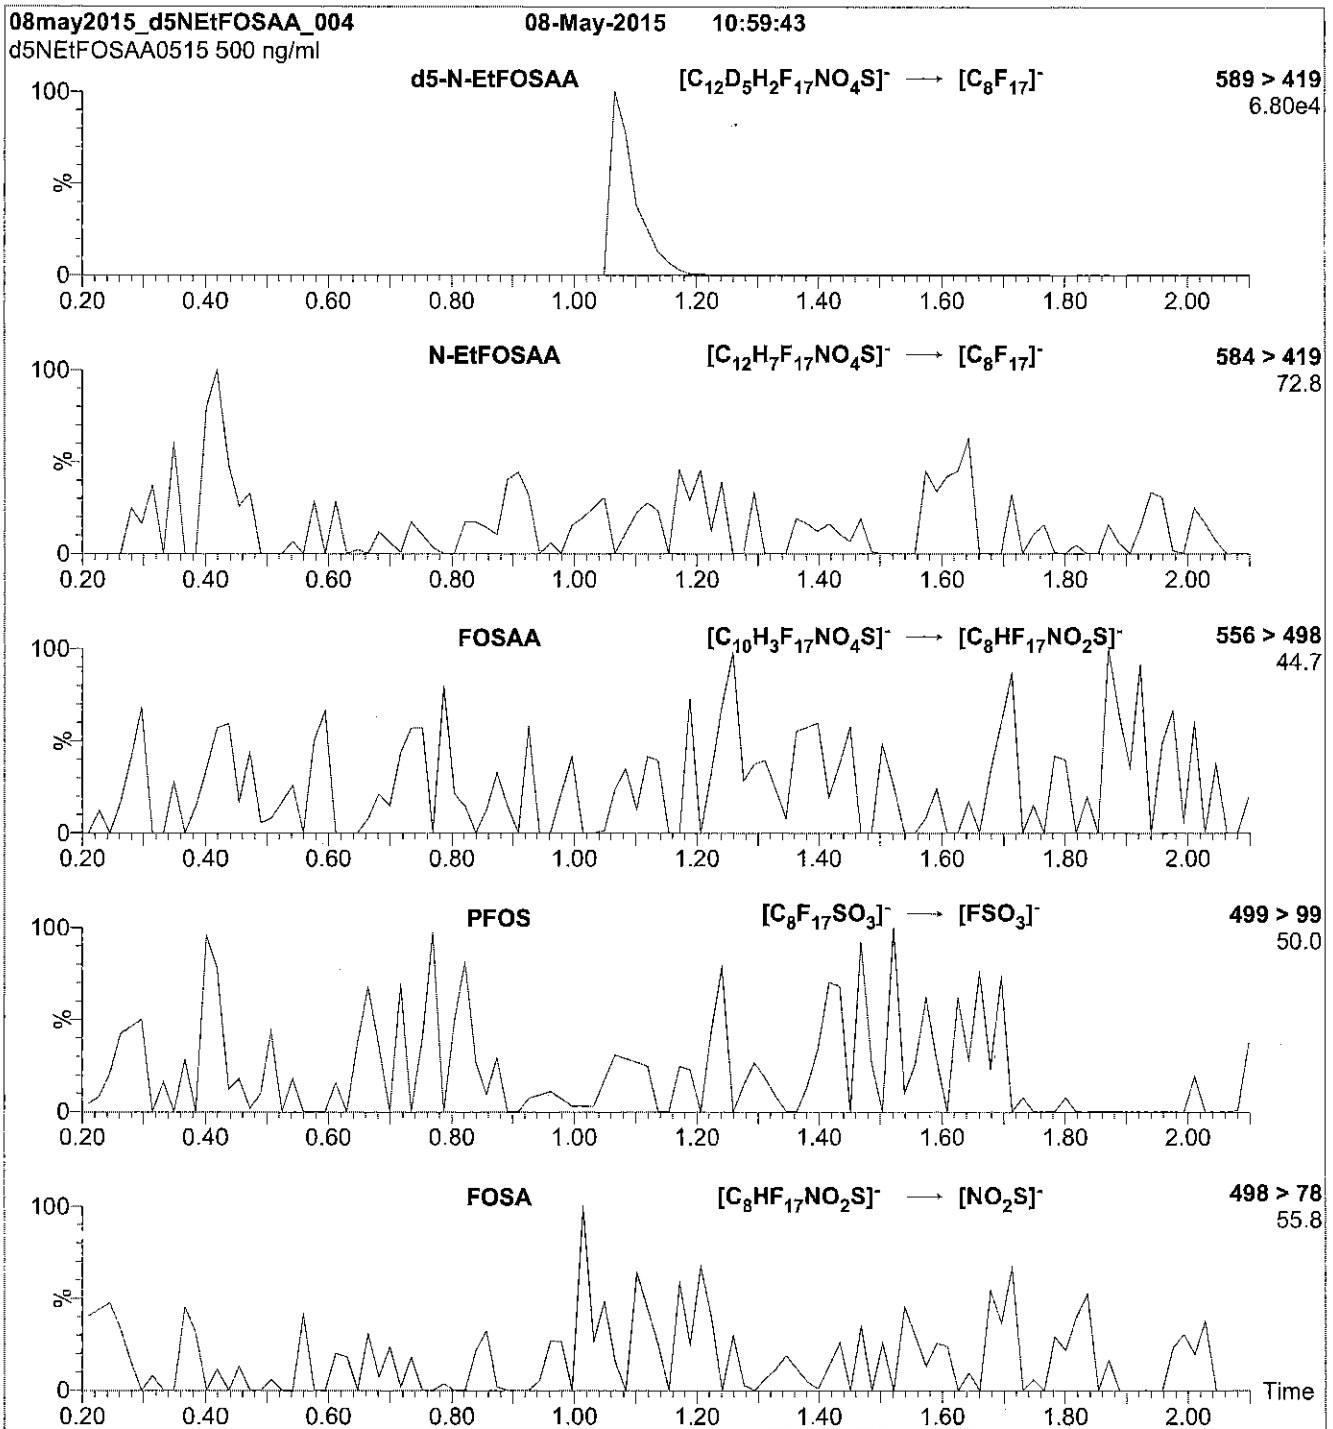 08may2015_d5NEtFOSAA_004 08-May-2015 10:59:43
d5NEtFOSAA0515 500 ng/ml
d5-N-EtFOSAA [C12D5H2F17NO4S]- → [C8F17]- 589 > 419
6.80e4
100
%
0
0.20 0.40 0.60 0.80 1.00 1.20 1.40 1.60 1.80 2.00
N-EtFOSAA [C12H7F17NO4S]- → [C8F17]- 584 > 419
72.8
100
%
0
0.20 0.40 0.60 0.80 1.00 1.20 1.40 1.60 1.80 2.00
FOSAA [C10H3F17NO4S]- → [C8HF17NO2S]- 556 > 498
44.7
100
%
0
0.20 0.40 0.60 0.80 1.00 1.20 1.40 1.60 1.80 2.00
PFOS [C8F17SO3]- → [FSO3]- 499 > 99
50.0
100
%
0
0.20 0.40 0.60 0.80 1.00 1.20 1.40 1.60 1.80 2.00
FOSA [C8HF17NO2S]- → [NO2S]- 498 > 78
55.8
100
%
0
Time
0.20 0.40 0.60 0.80 1.00 1.20 1.40 1.60 1.80 2.00